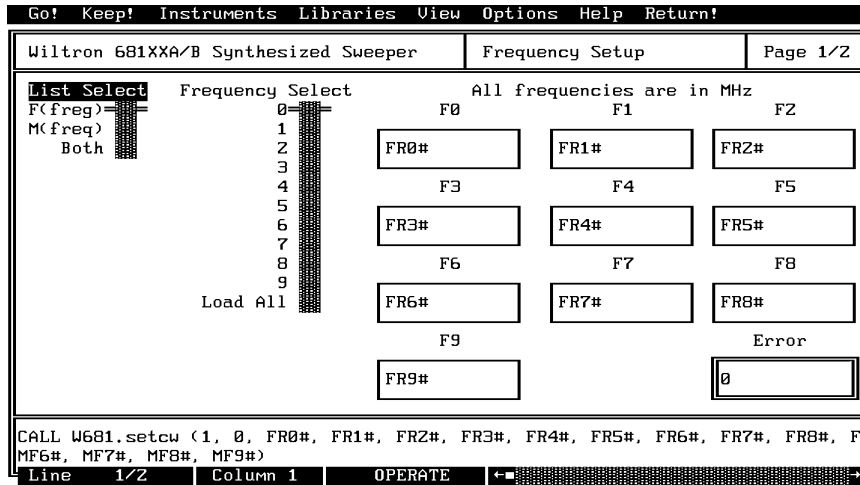 Go! Keep! Instruments Libraries View Options Help Return!
Wiltron 681XXA/B Synthesized Sweeper
Frequency Setup
Page 1/2
List Select
F(freg)
M(freq)
Both
Frequency Select
0
1
2
3
4
5
6
7
8
9
Load All
All frequencies are in MHz
F0 F1 F2
FR0# FR1# FR2#
F3 F4 F5
FR3# FR4# FR5#
F6 F7 F8
FR6# FR7# FR8#
F9 Error
FR9# 0
CALL W681.setcw (1, 0, FR0#, FR1#, FR2#, FR3#, FR4#, FR5#, FR6#, FR7#, FR8#, F
MF6#, MF7#, MF8#, MF9#)
Line 1/2 Column 1 OPERATE